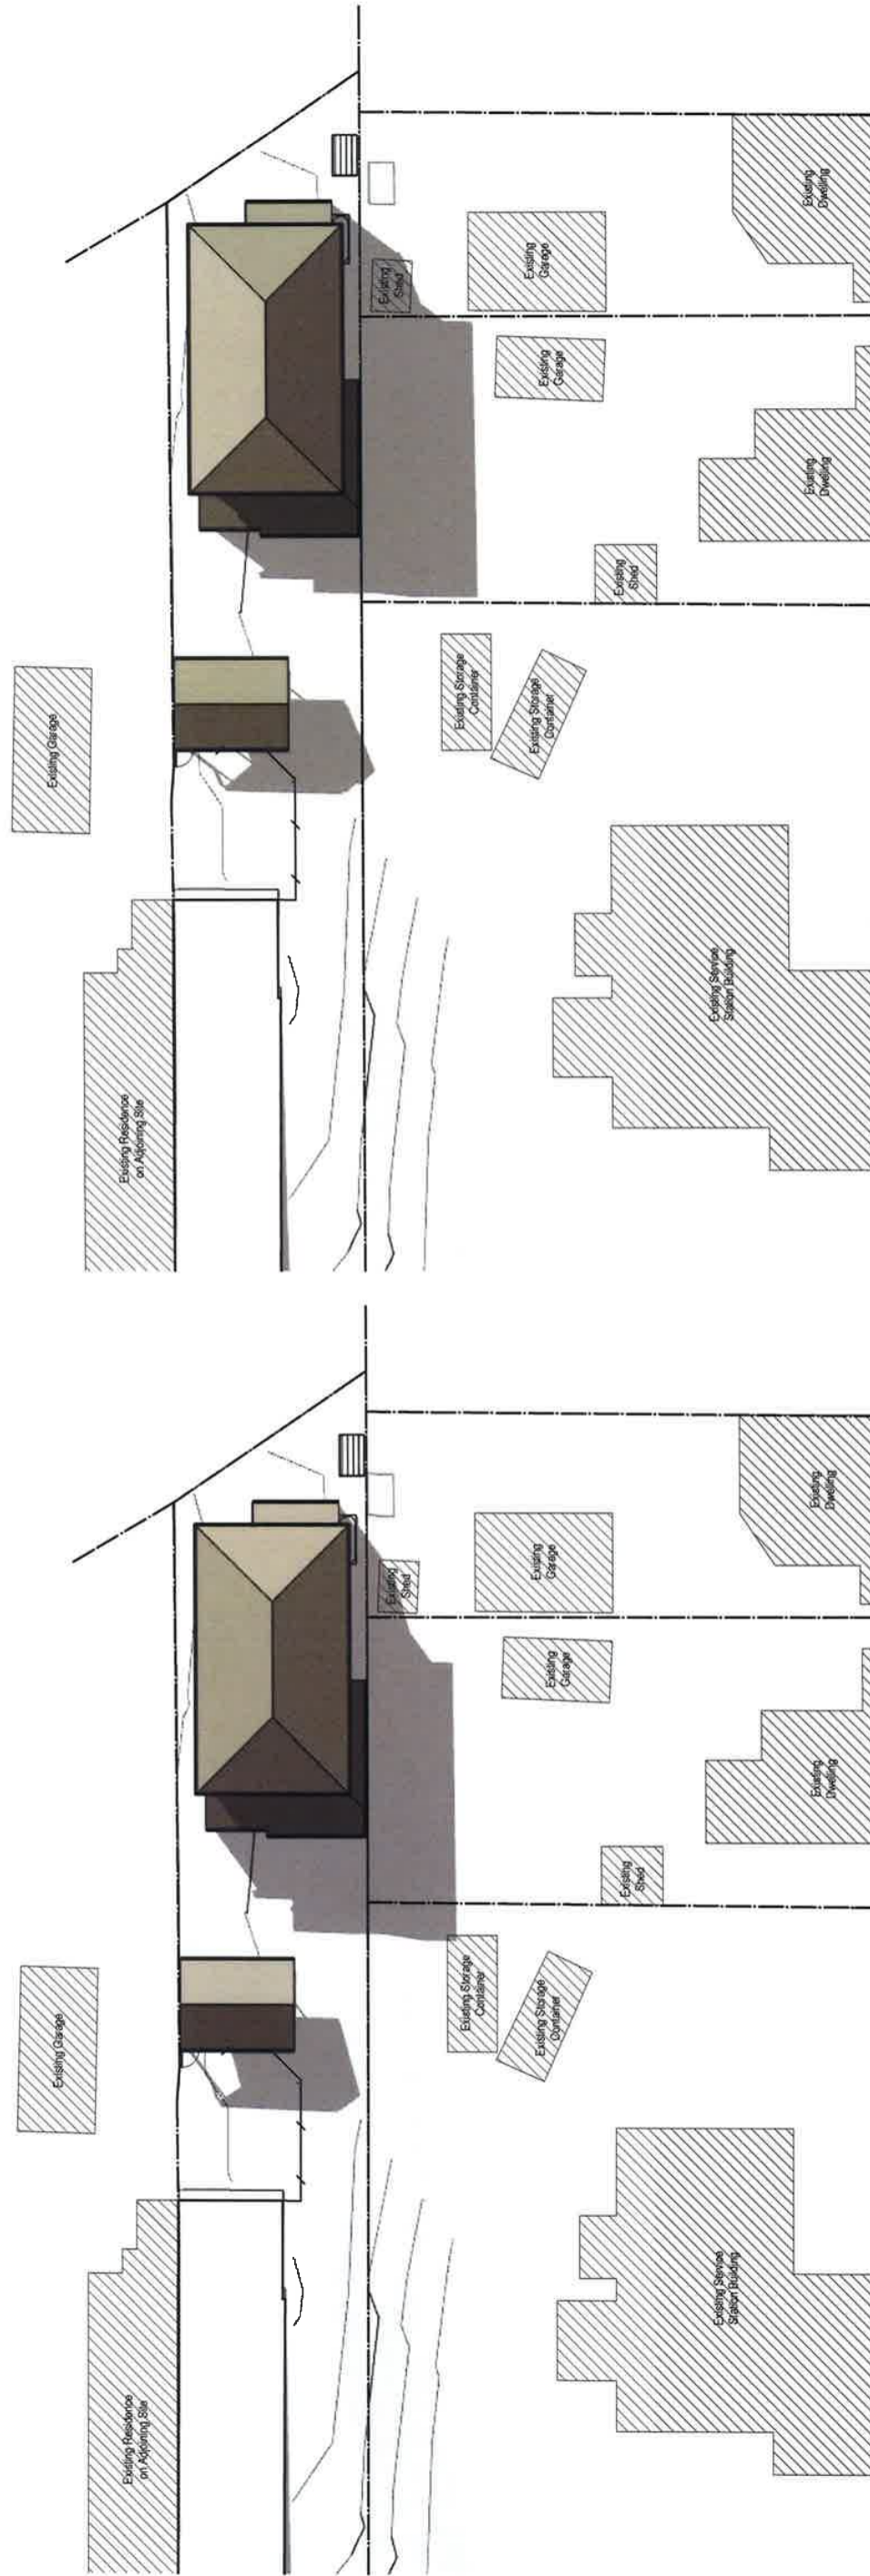 Existing
Dwelling
Existing
Garage
Existing
Shed
Existing
Garage
Existing
Dwelling
Existing
Shed
Existing Storage
Container
Existing Storage
Container
Existing Garage
Existing Service
Station Building
Existing Residence
on Adjoining Site
Existing
Dwelling
Existing
Garage
Existing
Shed
Existing
Garage
Existing
Dwelling
Existing
Shed
Existing Storage
Container
Existing Storage
Container
Existing Garage
Existing Service
Station Building
Existing Residence
on Adjoining Site